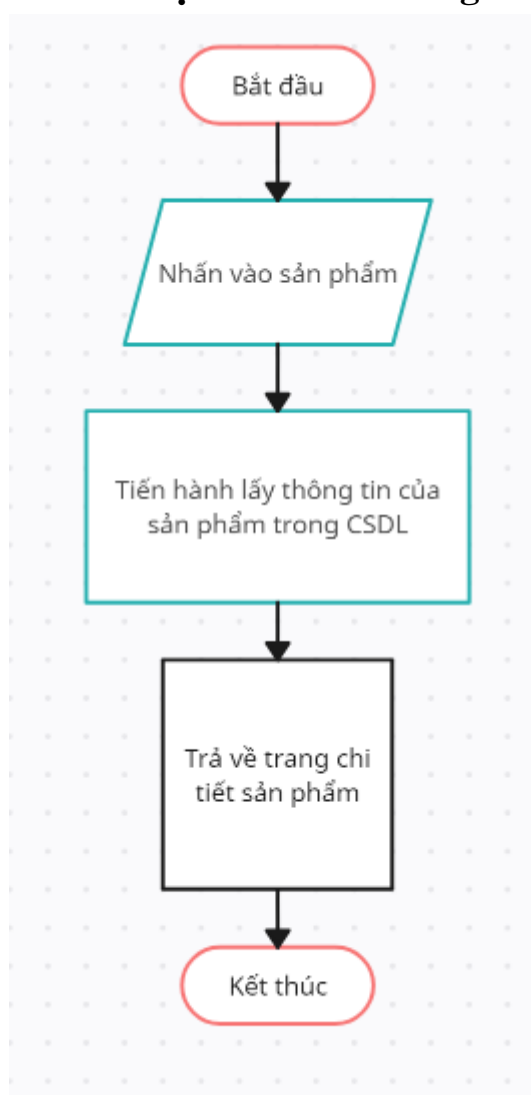 Bắt đầu
Nhấn vào sản phẩm
Tiến hành lấy thông tin của
sản phẩm trong CSDL
Trả về trang chi
tiết sản phẩm
Kết thúc